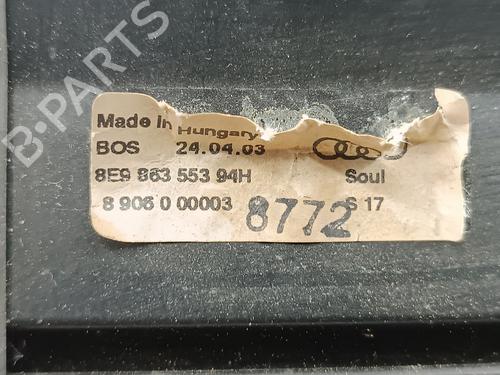 B-PARTS
Made in Hungary
BOS 24.04.03
8E9 863 553 94H Soul
8 906 0 00003 8772 S 17